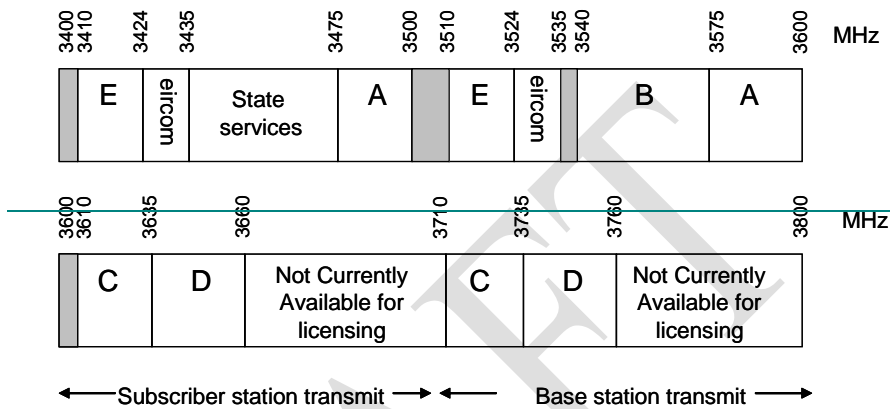 3400 3410 3424 3435 3475 3500 3510 3524 3535 3540 3575 3600 MHz
E eircom State services A E eircom B A
3600 3610 3635 3660 3710 3735 3760 3800 MHz
C D Not Currently Available for licensing C D Not Currently Available for licensing
Subscriber station transmit Base station transmit
AFT